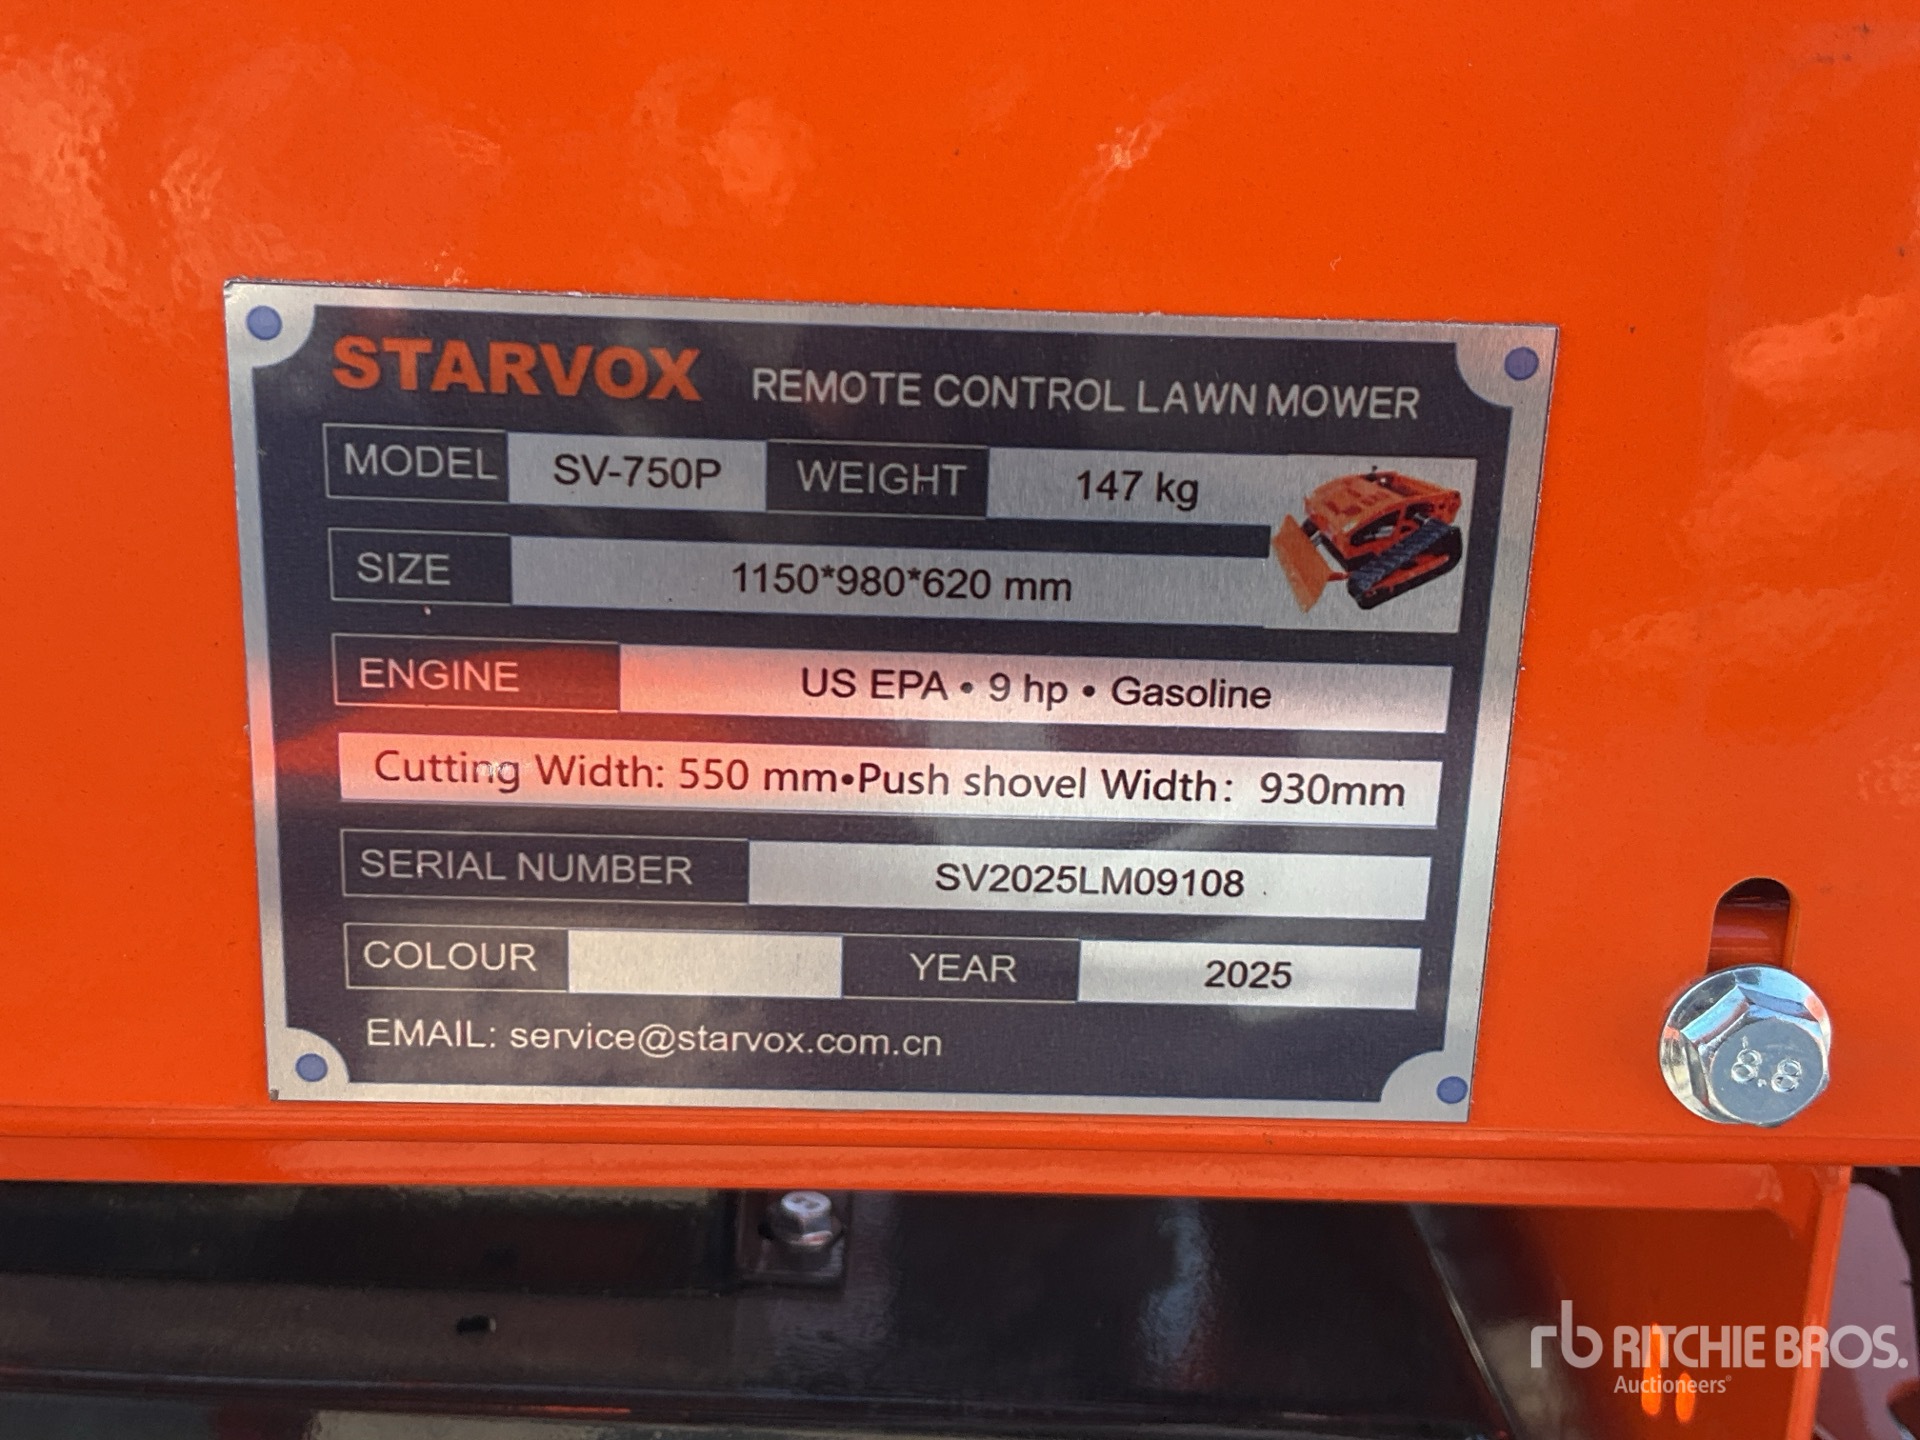 STARVOX REMOTE CONTROL LAWN MOWER
MODEL SV-750P WEIGHT 147 kg
SIZE 1150*980*620 mm
ENGINE US EPA • 9 hp • Gasoline
Cutting Width: 550 mm•Push shovel Width: 930mm
SERIAL NUMBER SV2025LM09108
COLOUR YEAR 2025
EMAIL: service@starvox.com.cn
8.8
rb RITCHIE BROS.
Auctioneers®